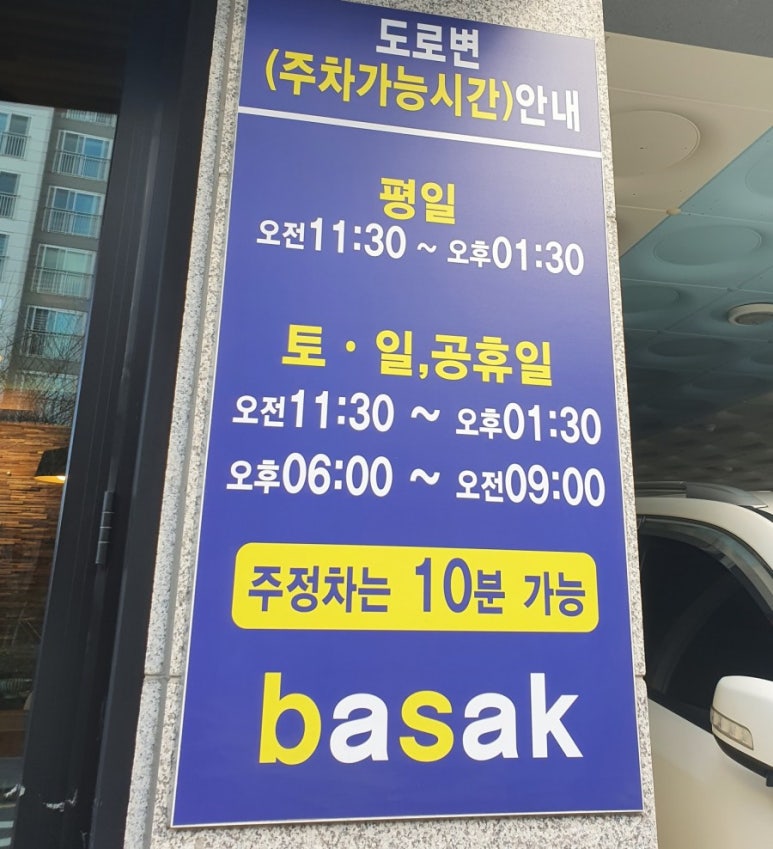 도로변
(주차가능시간)안내
평일
오전11:30 ~ 오후01:30
토·일,공휴일
오전11:30 ~ 오후01:30
오후06:00 ~ 오전09:00
주정차는 10분 가능
basak